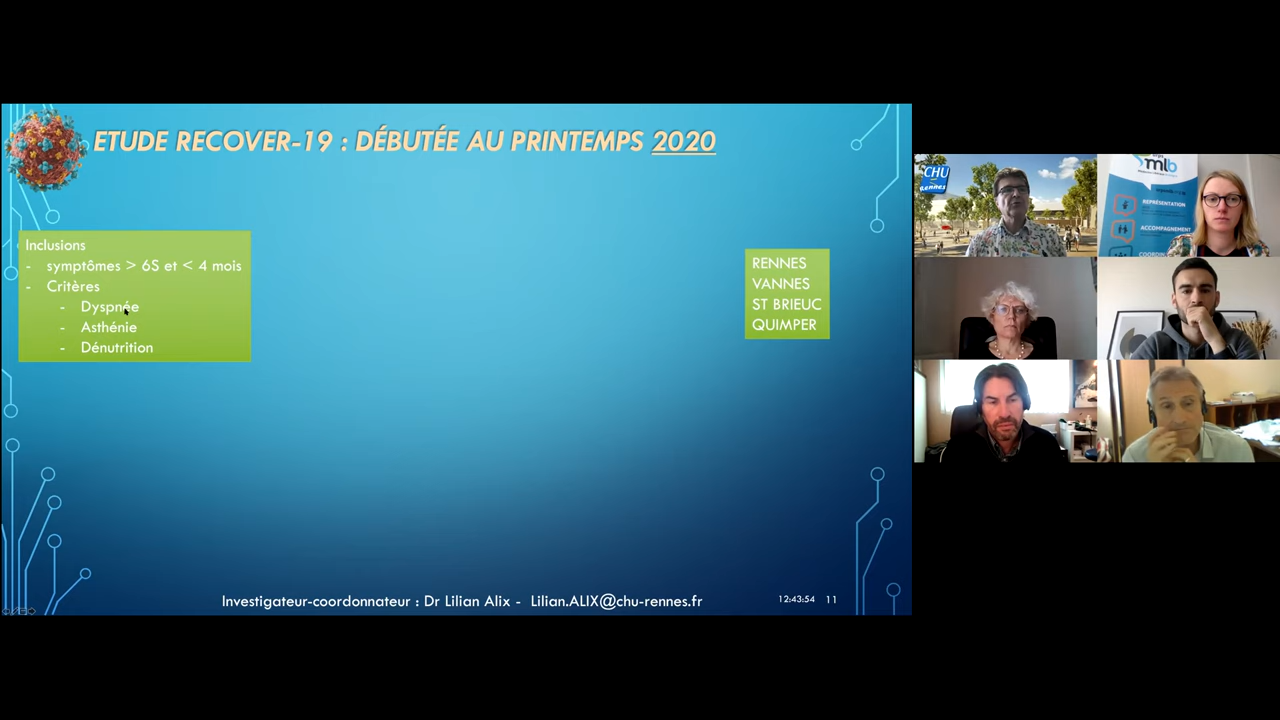 ETUDE RECOVER-19 : DÉBUTÉE AU PRINTEMPS 2020
Inclusions
- symptômes > 6S et < 4 mois
- Critères
- Dyspnée
- Asthénie
- Dénutrition
RENNES
VANNES
ST BRIEUC
QUIMPER
Investigateur-coordonnateur : Dr Lilian Alix - Lilian.ALIX@chu-rennes.fr
12:43:54 11
CHU
Rennes
mlb
REPRÉSENTATION
ACCOMPAGNEMENT